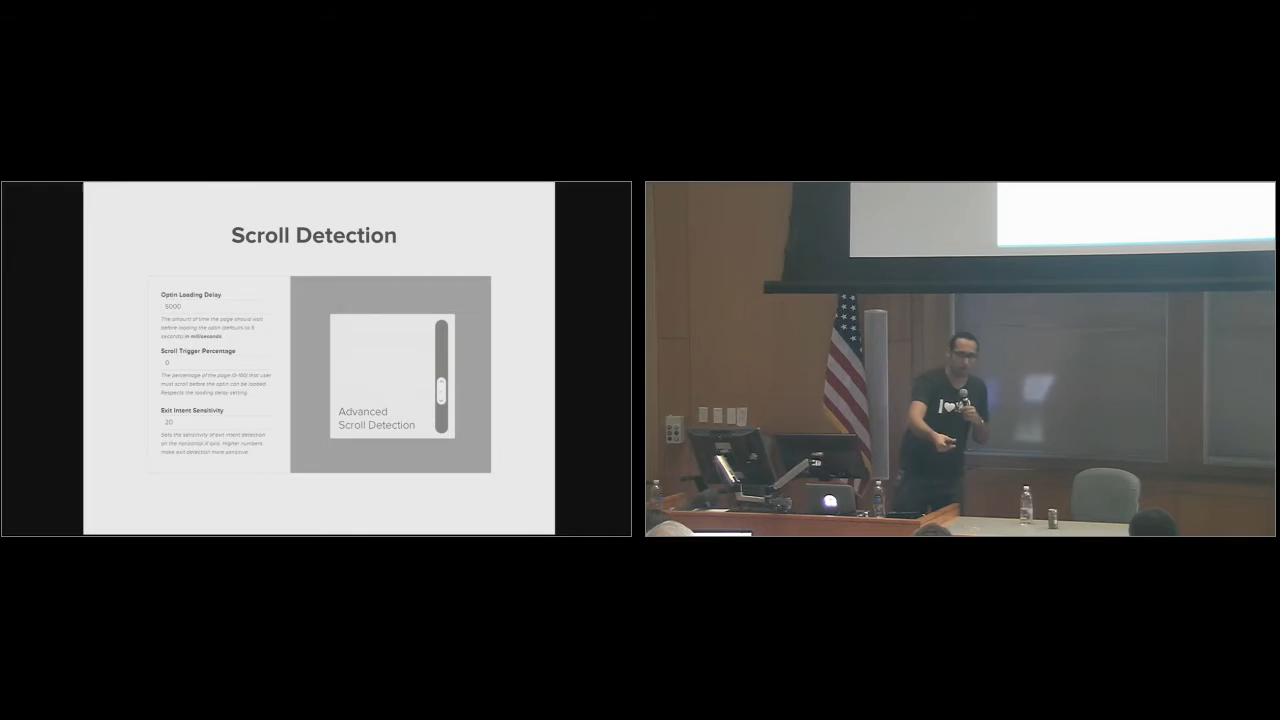 Scroll Detection
Optin Loading Delay
5000
The amount of time the page should wait
before loading the optin (defaults to 5
seconds) in milliseconds.
Scroll Trigger Percentage
0
The percentage of the page (0-100) that user
must scroll before the optin can be loaded.
Respects the loading delay setting.
Exit Intent Sensitivity
20
Sets the sensitivity of exit intent detection
on the horizontal X axis. Higher numbers
make exit detection more sensitive.
Advanced
Scroll Detection
I